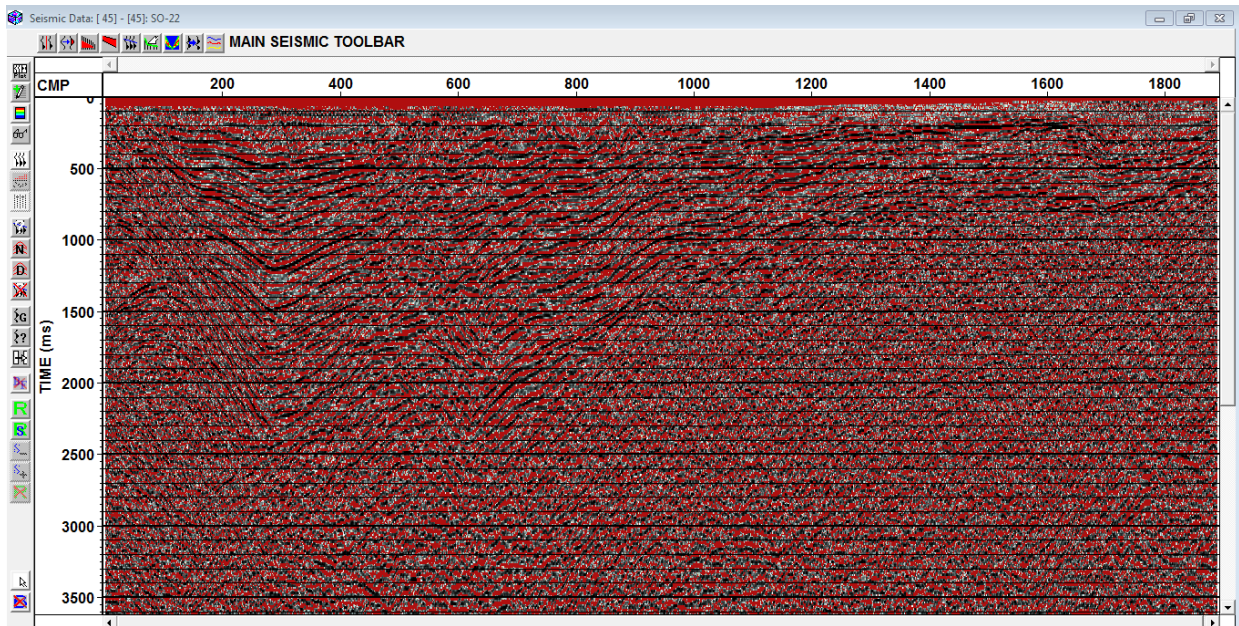 Seismic Data: [ 45] - [45]: SO-22
MAIN SEISMIC TOOLBAR
CMP 200 400 600 800 1000 1200 1400 1600 1800
0
500
1000
1500
2000
2500
3000
3500
TIME (ms)
N
D
G
?
R
S
S
S